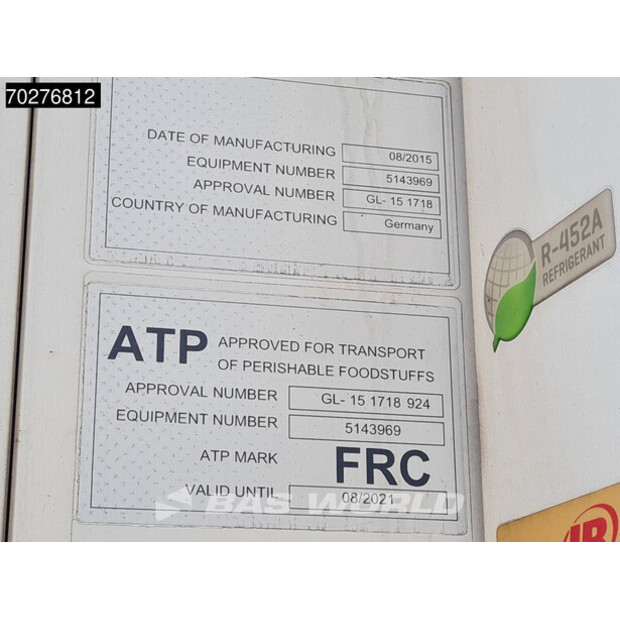 70276812
DATE OF MANUFACTURING 08/2015
EQUIPMENT NUMBER 5143969
APPROVAL NUMBER GL- 15 1718
COUNTRY OF MANUFACTURING Germany
R-452A
REFRIGERANT
ATP APPROVED FOR TRANSPORT
OF PERISHABLE FOODSTUFFS
APPROVAL NUMBER GL- 15 1718 924
EQUIPMENT NUMBER 5143969
ATP MARK FRC
VALID UNTIL 08/2021
BAS WORLD
IR